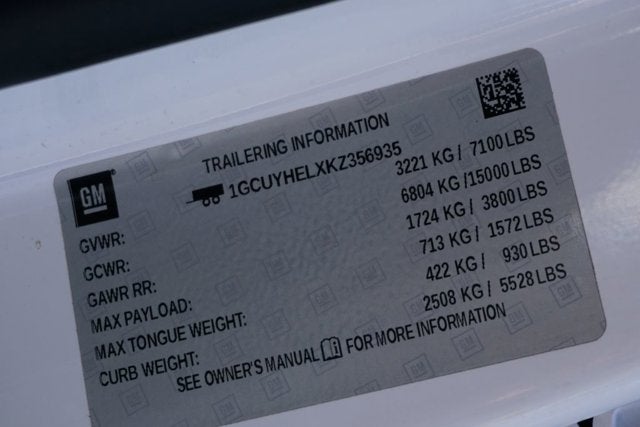 TRAILERING INFORMATION
GM
1GCUYHELXKZ356935
GVWR: 3221 KG / 7100 LBS
GCWR: 6804 KG /15000 LBS
GAWR RR: 1724 KG / 3800 LBS
MAX PAYLOAD: 713 KG / 1572 LBS
MAX TONGUE WEIGHT: 422 KG / 930 LBS
CURB WEIGHT: 2508 KG / 5528 LBS
SEE OWNER'S MANUAL FOR MORE INFORMATION